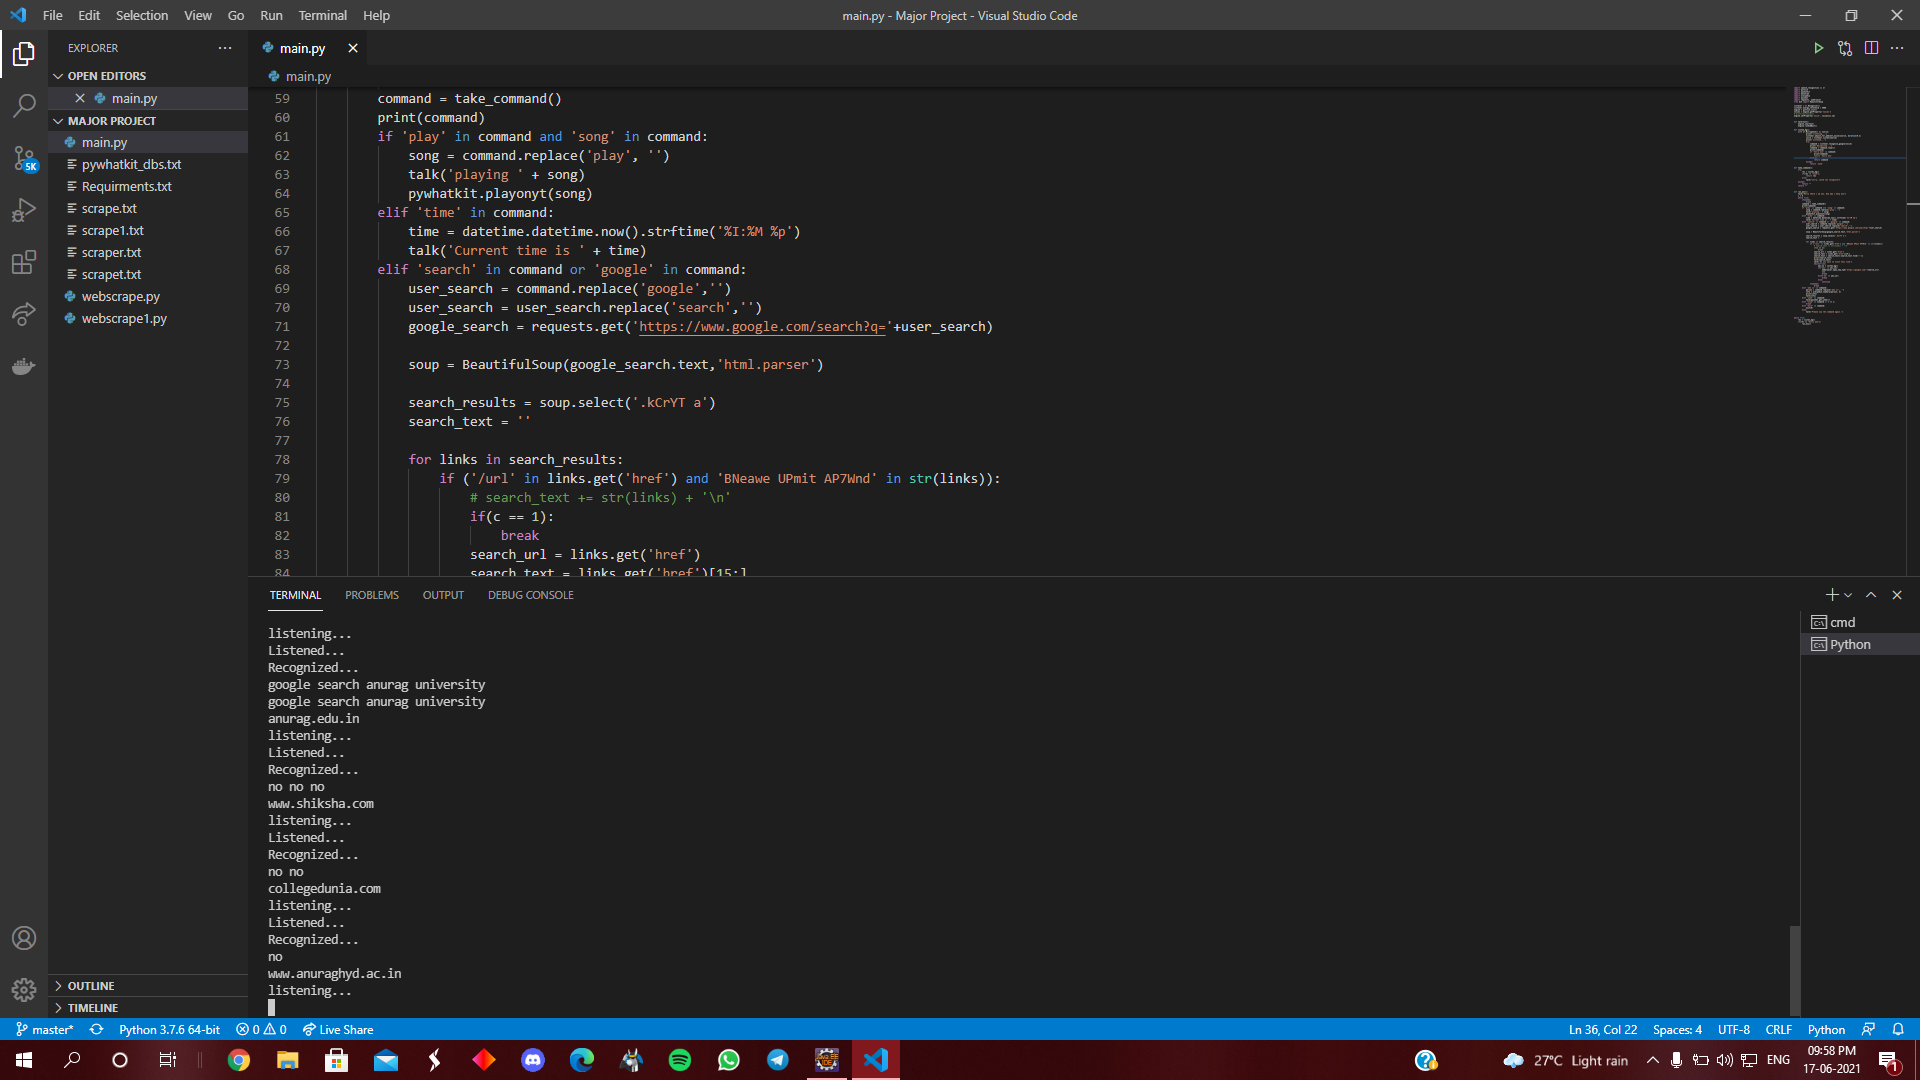 File Edit Selection View Go Run Terminal Help
main.py - Major Project - Visual Studio Code
EXPLORER
OPEN EDITORS
main.py
MAJOR PROJECT
main.py
pywhatkit_dbs.txt
Requirments.txt
scrape.txt
scrape1.txt
scraper.txt
scrapet.txt
webscrape.py
webscrape1.py
OUTLINE
TIMELINE
5K
main.py
main.py
59 command = take_command()
60 print(command)
61 if 'play' in command and 'song' in command:
62 song = command.replace('play', '')
63 talk('playing ' + song)
64 pywhatkit.playonyt(song)
65 elif 'time' in command:
66 time = datetime.datetime.now().strftime('%I:%M %p')
67 talk('Current time is ' + time)
68 elif 'search' in command or 'google' in command:
69 user_search = command.replace('google','')
70 user_search = user_search.replace('search','')
71 google_search = requests.get('https://www.google.com/search?q='+user_search)
72
73 soup = BeautifulSoup(google_search.text,'html.parser')
74
75 search_results = soup.select('.kCrYT a')
76 search_text = ''
77
78 for links in search_results:
79 if ('/url' in links.get('href') and 'BNeawe UPmit AP7Wnd' in str(links)):
80 # search_text += str(links) + '\n'
81 if(c == 1):
82 break
83 search_url = links.get('href')
84 search_text = links.get('href')[15:]
TERMINAL PROBLEMS OUTPUT DEBUG CONSOLE
listening...
Listened...
Recognized...
google search anurag university
google search anurag university
anurag.edu.in
listening...
Listened...
Recognized...
no no no
www.shiksha.com
listening...
Listened...
Recognized...
no no
collegedunia.com
listening...
Listened...
Recognized...
no
www.anuraghyd.ac.in
listening...
cmd
Python
master* Python 3.7.6 64-bit 0 0 Live Share
Ln 36, Col 22 Spaces: 4 UTF-8 CRLF Python
27°C Light rain ENG 09:58 PM
17-06-2021
1